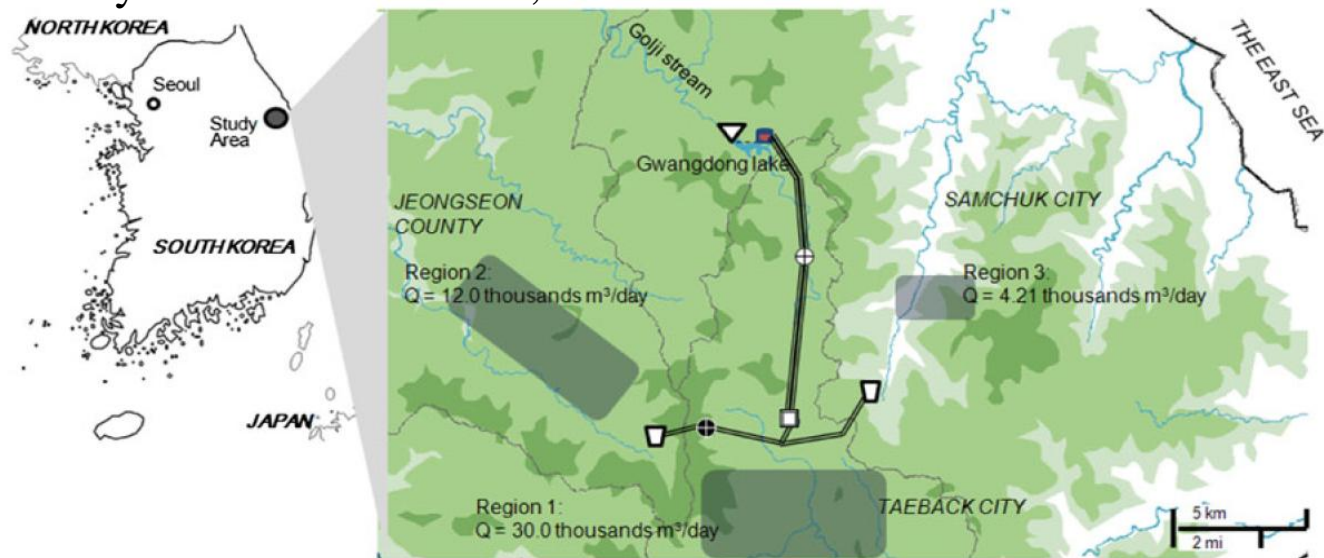 NORTH KOREA
Seoul
Study
Area
SOUTH KOREA
JAPAN
Golji stream
Gwangdong lake
THE EAST SEA
JEONGSEON
COUNTY
SAMCHUK CITY
Region 2:
Q = 12.0 thousands m³/day
Region 3:
Q = 4.21 thousands m³/day
Region 1:
Q = 30.0 thousands m³/day
TAEBACK CITY
5 km
2 mi